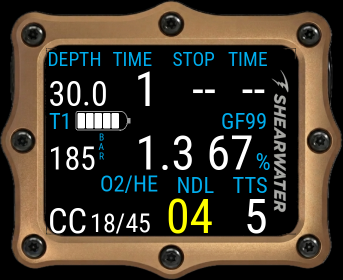 DEPTH TIME STOP TIME
30.0 1 -- --
T1 GF99
185 BAR 1.3 67%
O2/HE NDL TTS
CC 18/45 04 5
SHEARWATER